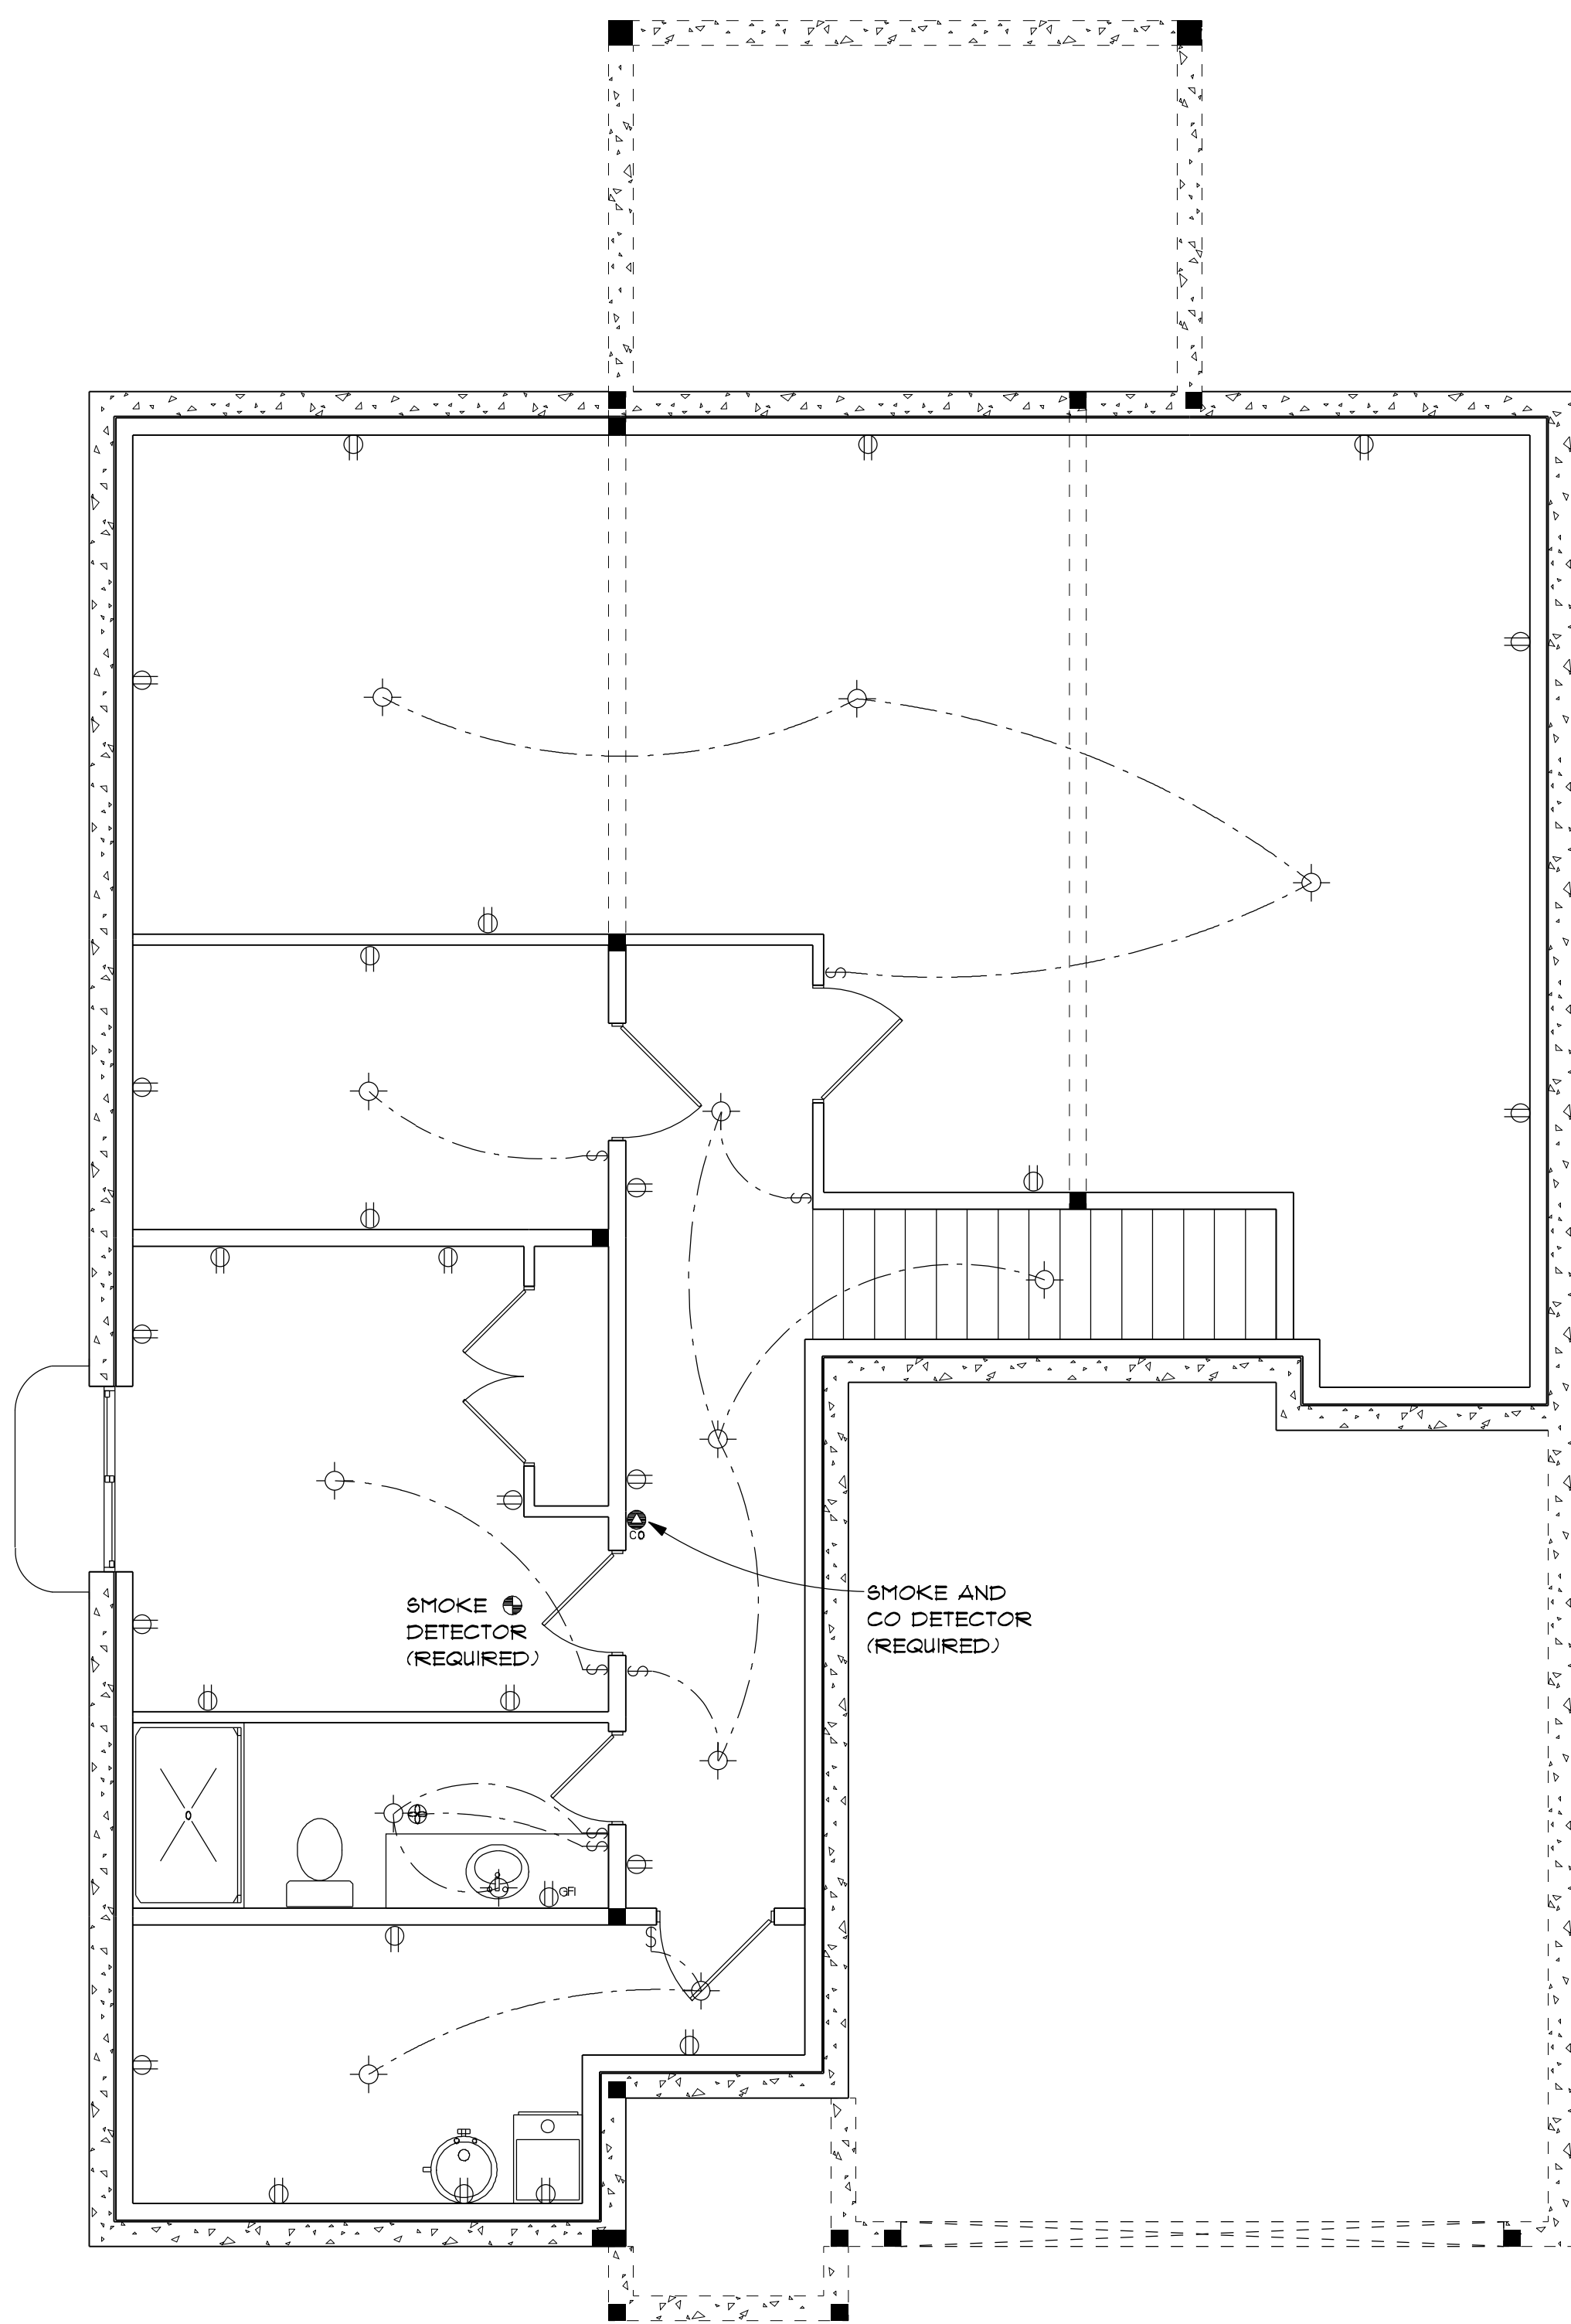 S
S
S
CO
SMOKE AND
CO DETECTOR
(REQUIRED)
SMOKE
DETECTOR
(REQUIRED)
S
S
S
S
GFI
S